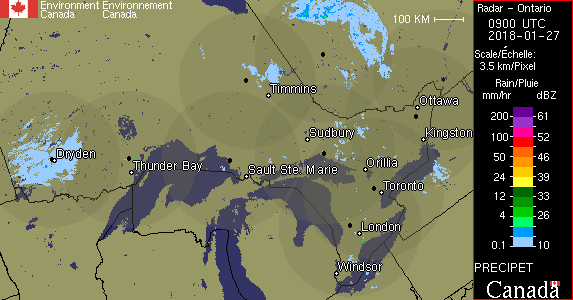 Environment Environnement
Canada Canada
100 KM
Timmins
Ottawa
Sudbury
Kingston
Dryden
Thunder Bay
Sault Ste. Marie
Orillia
Toronto
London
Windsor
Radar - Ontario
0900 UTC
2018-01-27
Scale/Échelle:
3.5 km/Pixel
Rain/Pluie
mm/hr dBZ
200 61
100 52
50 46
24 39
12 33
4 26
0.1 10
PRECIPET
Canada